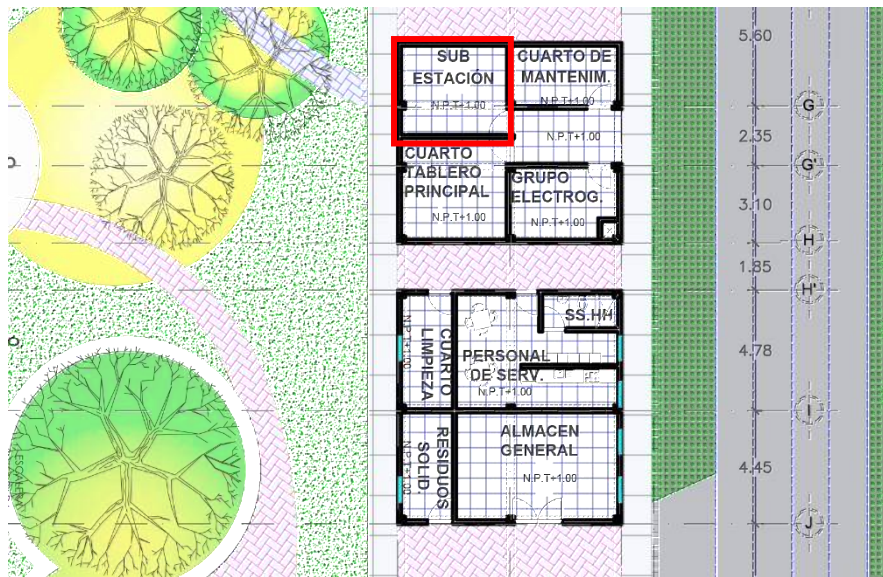 SUB
ESTACIÓN
N.P.T+1.00
CUARTO DE
MANTENIM.
N.P.T+1.00
N.P.T+1.00
CUARTO
TABLERO
PRINCIPAL
N.P.T+1.00
GRUPO
ELECTROG.
N.P.T+1.00
SS.HH
CUARTO
LIMPIEZA
N.P.T+1.00
PERSONAL
DE SERV.
N.P.T+1.00
RESIDUOS
SOLID.
N.P.T+1.00
ALMACEN
GENERAL
N.P.T+1.00
ESCALERA
5.60
G
2.35
G'
3.10
H
1.85
H'
4.78
I
4.45
J